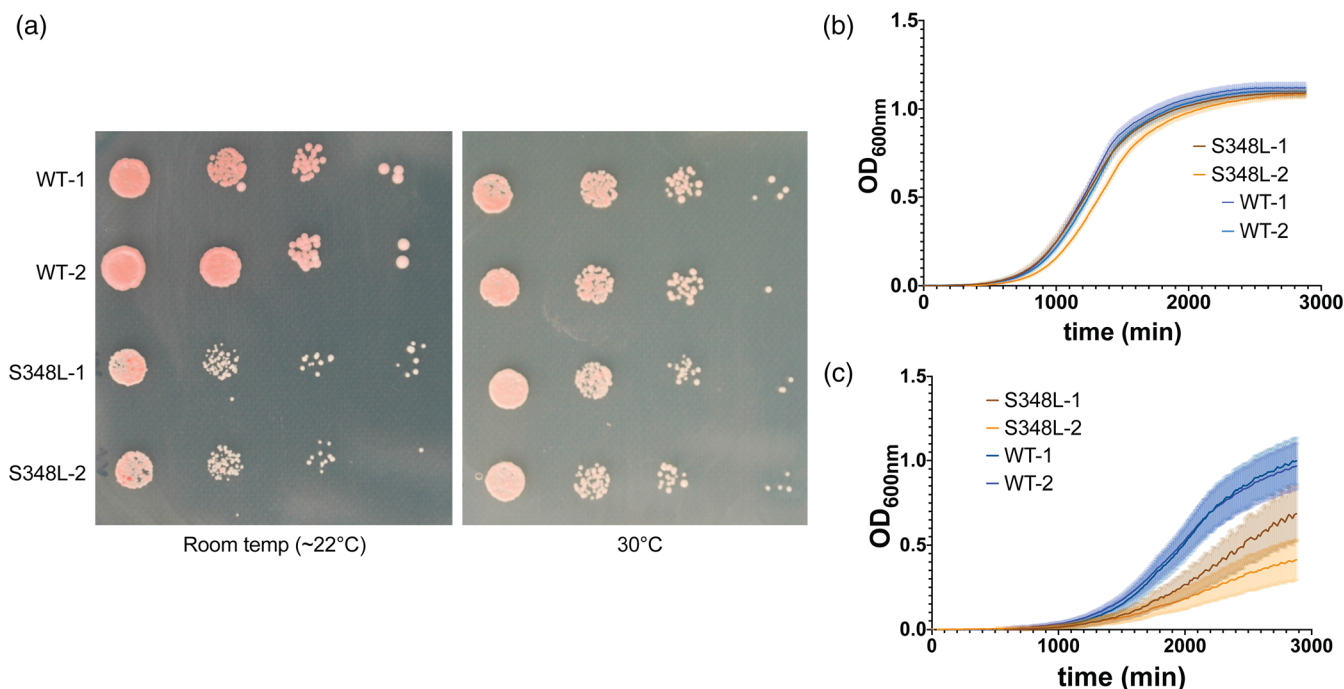 (a)
WT-1
WT-2
S348L-1
S348L-2
Room temp (~22°C)
30°C
(b)
OD600nm
1.5
1.0
0.5
0.0
0
1000
2000
3000
time (min)
S348L-1
S348L-2
WT-1
WT-2
(c)
OD600nm
1.5
1.0
0.5
0.0
0
1000
2000
3000
time (min)
S348L-1
S348L-2
WT-1
WT-2